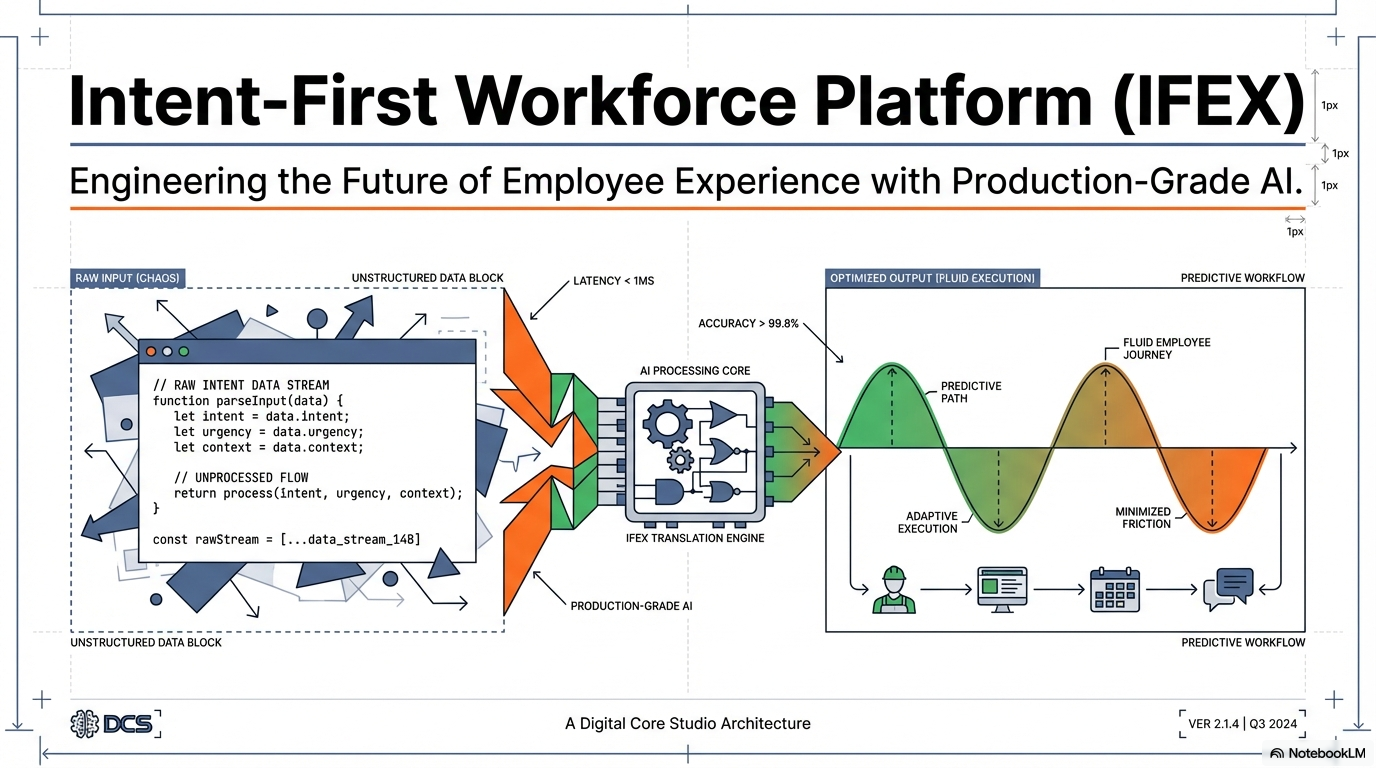 Intent-First Workforce Platform (IFEX)
1px
1px
Engineering the Future of Employee Experience with Production-Grade AI.
1px
1px
RAW INPUT (CHAOS)
UNSTRUCTURED DATA BLOCK
LATENCY < 1MS
// RAW INTENT DATA STREAM
function parseInput(data) {
let intent = data.intent;
let urgency = data.urgency;
let context = data.context;
// UNPROCESSED FLOW
return process(intent, urgency, context);
}
const rawStream = [...data_stream_148]
UNSTRUCTURED DATA BLOCK
AI PROCESSING CORE
IFEX TRANSLATION ENGINE
PRODUCTION-GRADE AI
ACCURACY > 99.8%
OPTIMIZED OUTPUT (FLUID EXECUTION)
PREDICTIVE WORKFLOW
PREDICTIVE
PATH
FLUID EMPLOYEE
JOURNEY
ADAPTIVE
EXECUTION
MINIMIZED
FRICTION
PREDICTIVE WORKFLOW
DCS
A Digital Core Studio Architecture
VER 2.1.4 | Q3 2024
NotebookLM